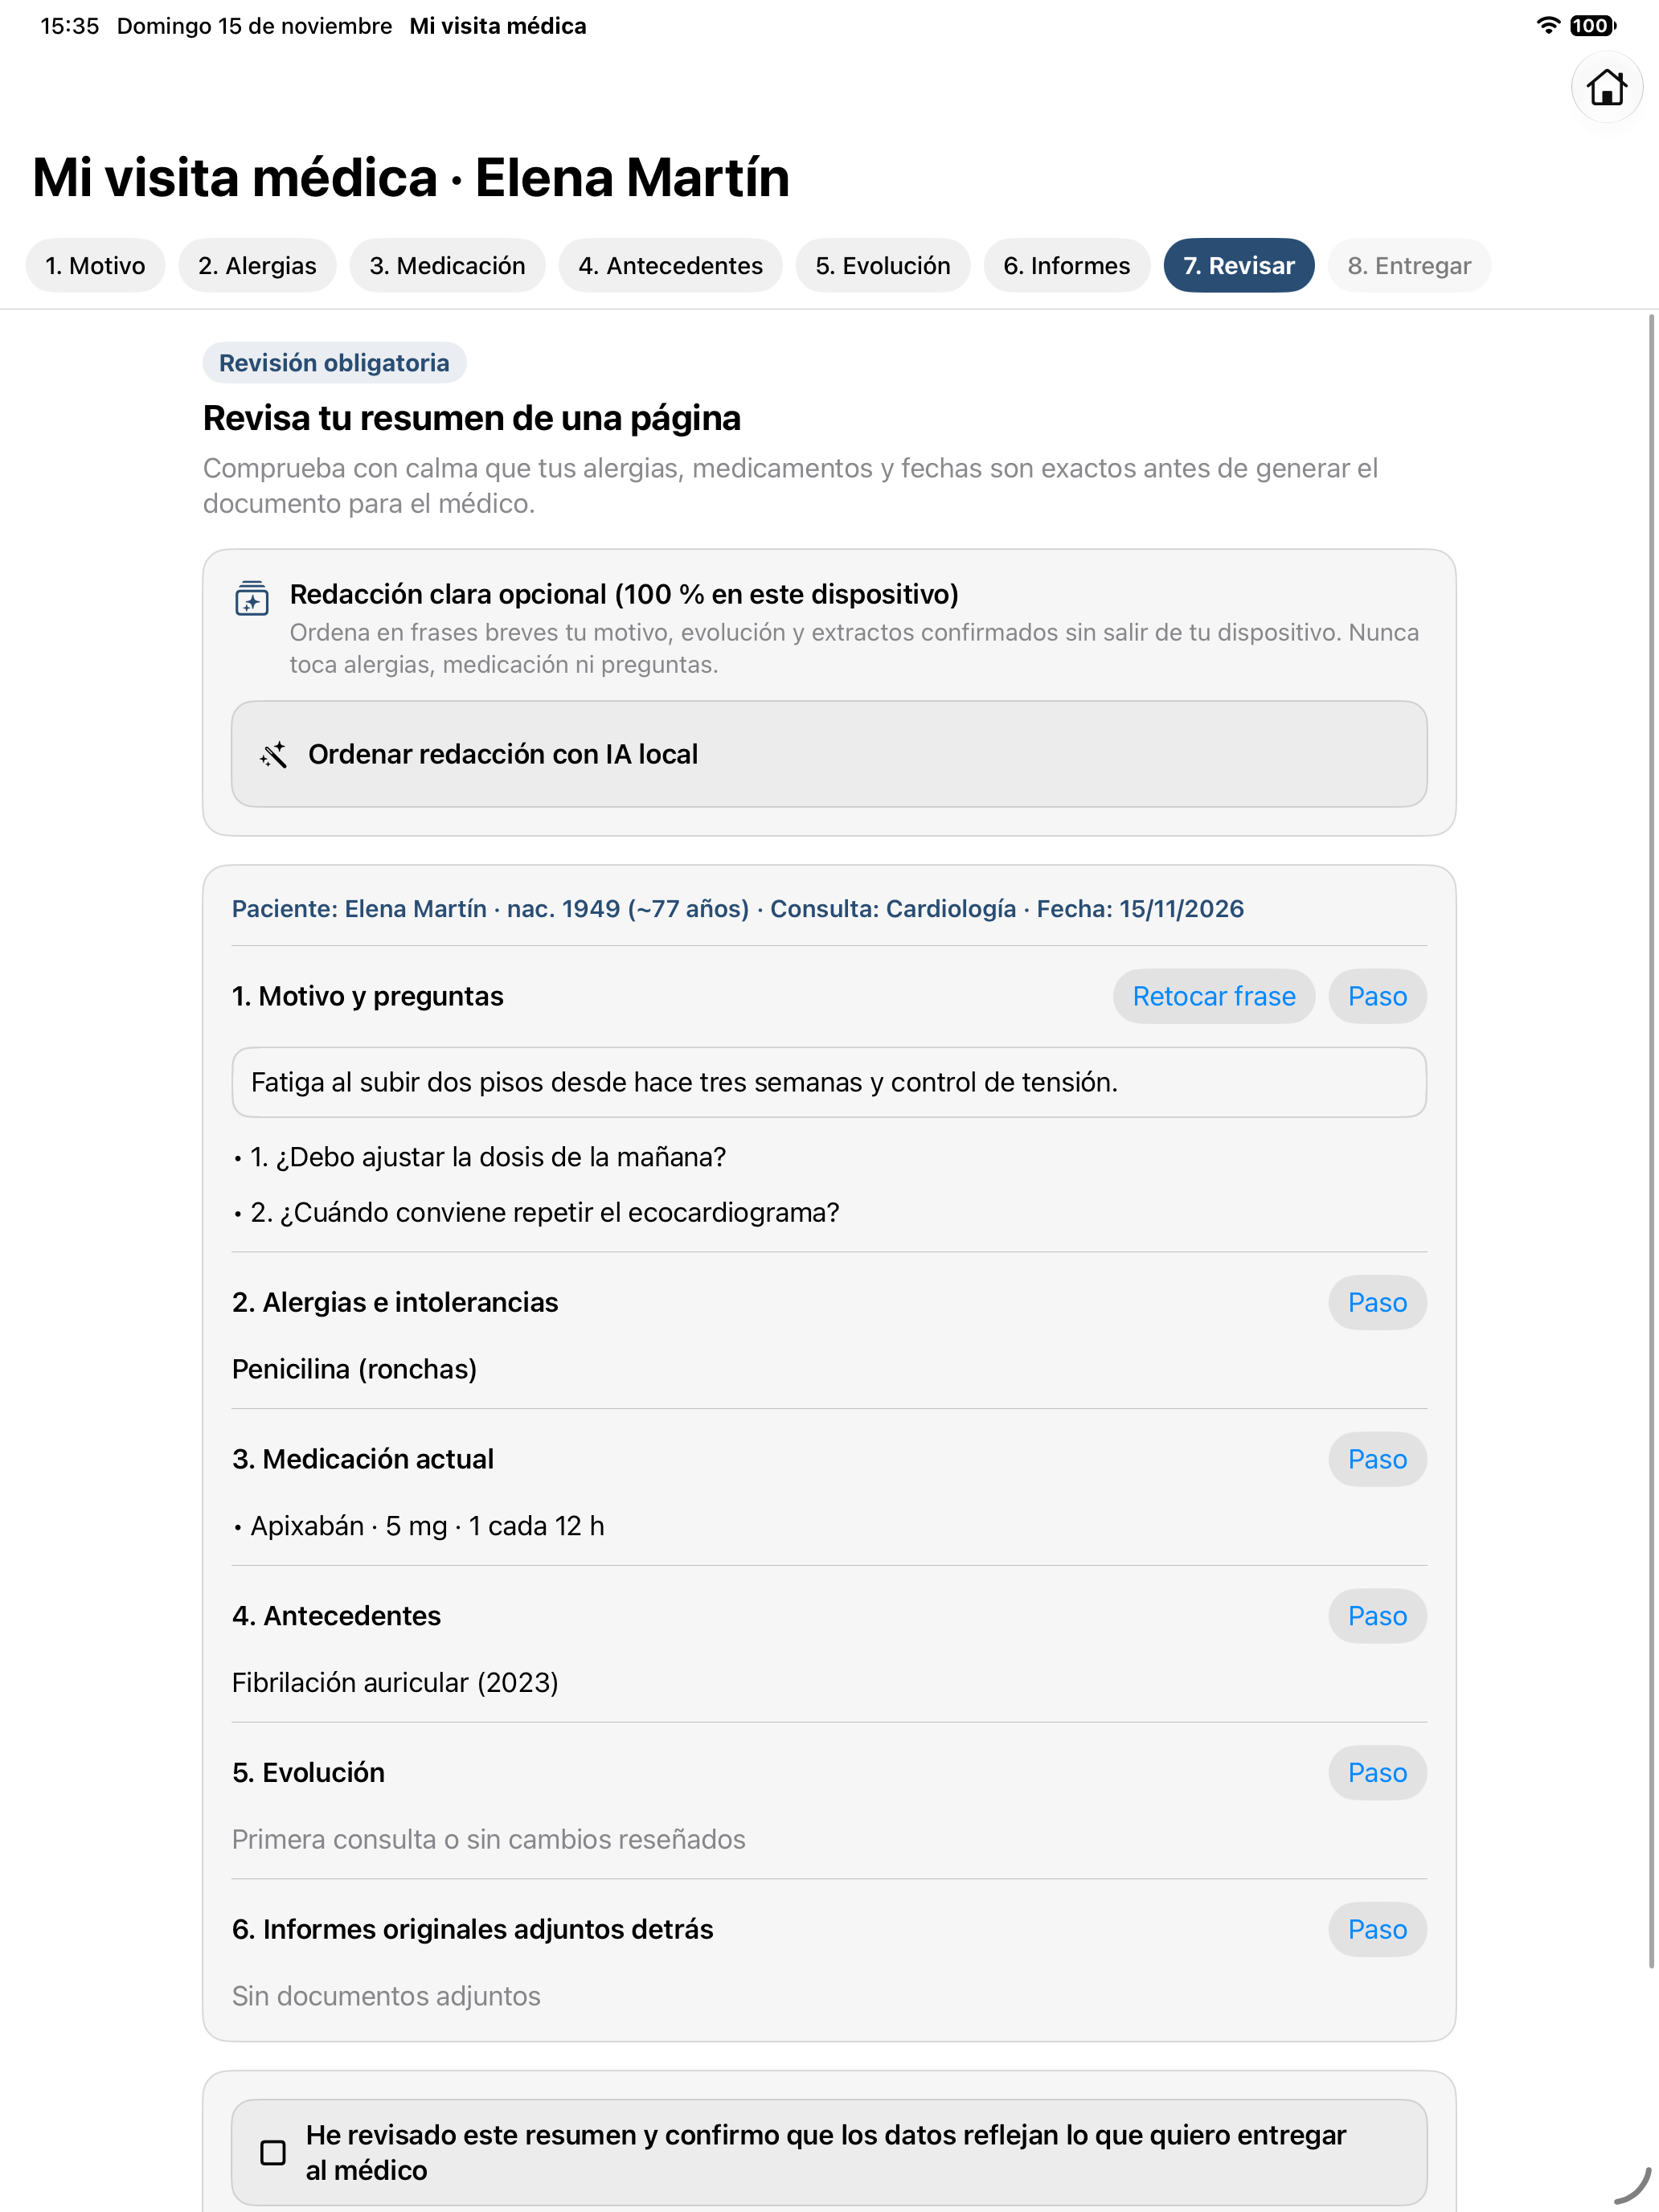 15:35 Domingo 15 de noviembre Mi visita médica
100
Mi visita médica · Elena Martín
1. Motivo
2. Alergias
3. Medicación
4. Antecedentes
5. Evolución
6. Informes
7. Revisar
8. Entregar
Revisión obligatoria
Revisa tu resumen de una página
Comprueba con calma que tus alergias, medicamentos y fechas son exactos antes de generar el
documento para el médico.
Redacción clara opcional (100 % en este dispositivo)
Ordena en frases breves tu motivo, evolución y extractos confirmados sin salir de tu dispositivo. Nunca
toca alergias, medicación ni preguntas.
Ordenar redacción con IA local
Paciente: Elena Martín · nac. 1949 (~77 años) · Consulta: Cardiología · Fecha: 15/11/2026
1. Motivo y preguntas
Retocar frase
Paso
Fatiga al subir dos pisos desde hace tres semanas y control de tensión.
• 1. ¿Debo ajustar la dosis de la mañana?
• 2. ¿Cuándo conviene repetir el ecocardiograma?
2. Alergias e intolerancias
Paso
Penicilina (ronchas)
3. Medicación actual
Paso
• Apixabán · 5 mg · 1 cada 12 h
4. Antecedentes
Paso
Fibrilación auricular (2023)
5. Evolución
Paso
Primera consulta o sin cambios reseñados
6. Informes originales adjuntos detrás
Paso
Sin documentos adjuntos
He revisado este resumen y confirmo que los datos reflejan lo que quiero entregar
al médico